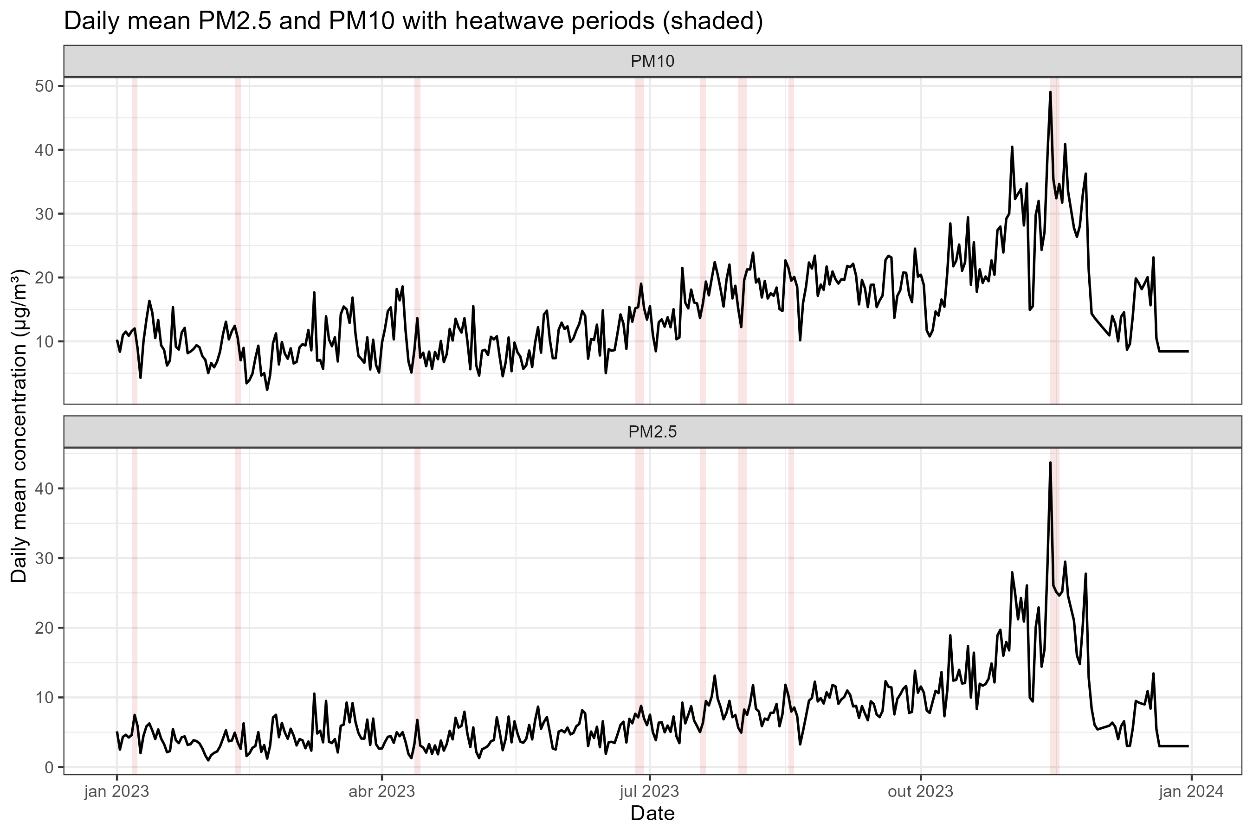 Daily mean PM2.5 and PM10 with heatwave periods (shaded)
PM10
50
40
30
20
10
PM2.5
40
30
20
10
0
Daily mean concentration (µg/m³)
jan 2023 abr 2023 jul 2023 out 2023 jan 2024
Date